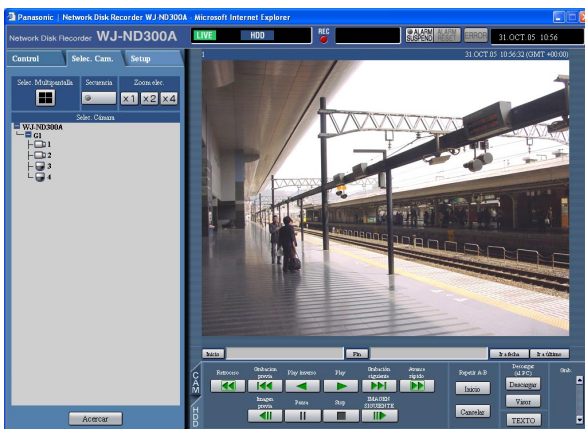 Panasonic | Network Disk Recorder WJ-ND300A - Microsoft Internet Explorer
Network Disk Recorder WJ-ND300A
LIVE HDD REC ALARM SUSPEND ALARM RESET ERROR 31.OCT.05 10:56
Control Selec. Cam. Setup
1 31.OCT.05 10:56:32 (GMT +00:00)
Selec. Multipantalla Secuencia Zoom elec.
x1 x2 x4
Selec. Cámara
WJ-ND300A
G1
1
2
3
4
Inicio Fin Ir a fecha Ir a último
CAM
Retroceso Grabación previa Play inverso Play Grabación siguiente Avance rápido
Repetir A-B
Inicio
Cancelar
Descargar (al PC)
Descargar
Visor
TEXTO
Grab.
HDD
Imagen previa Pausa Stop IMAGEN SIGUIENTE
Acercar